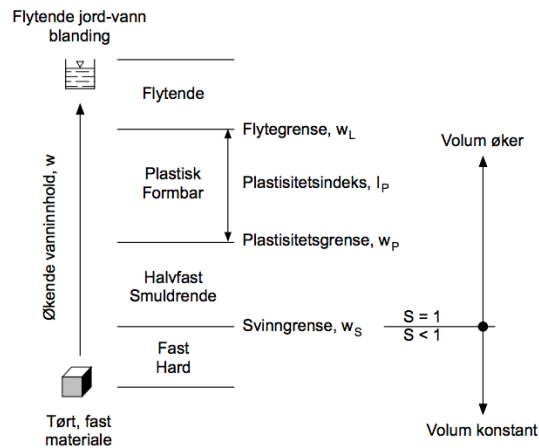 Flytende jord-vann
blanding
Flytende
Flytegrense, wL
Volum øker
Økende vanninnhold, w
Plastisk
Formbar
Plastisitetsindeks, IP
Plastisitetsgrense, wP
Halvfast
Smuldrende
Svinngrense, wS
S = 1
S < 1
Fast
Hard
Tørt, fast
materiale
Volum konstant